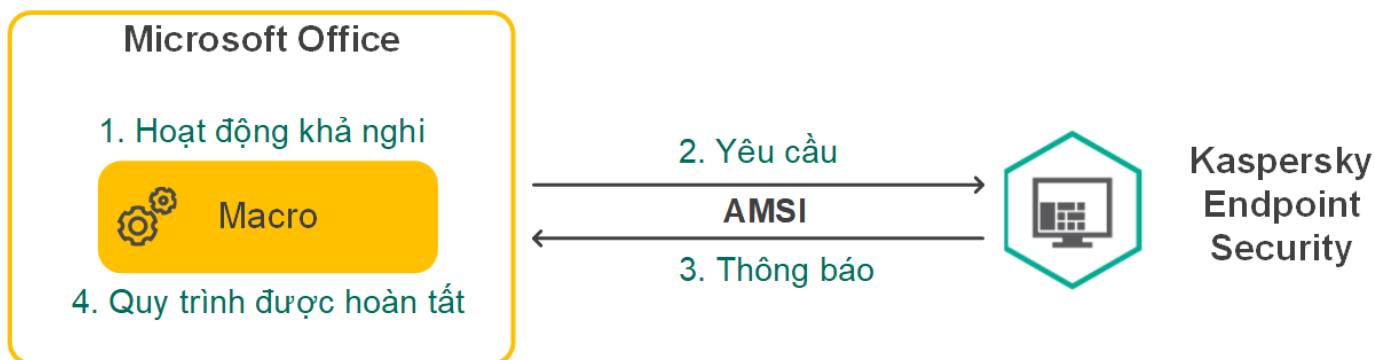 Microsoft Office
1. Hoạt động khả nghi
Macro
4. Quy trình được hoàn tất
2. Yêu cầu
AMSI
3. Thông báo
Kaspersky
Endpoint
Security